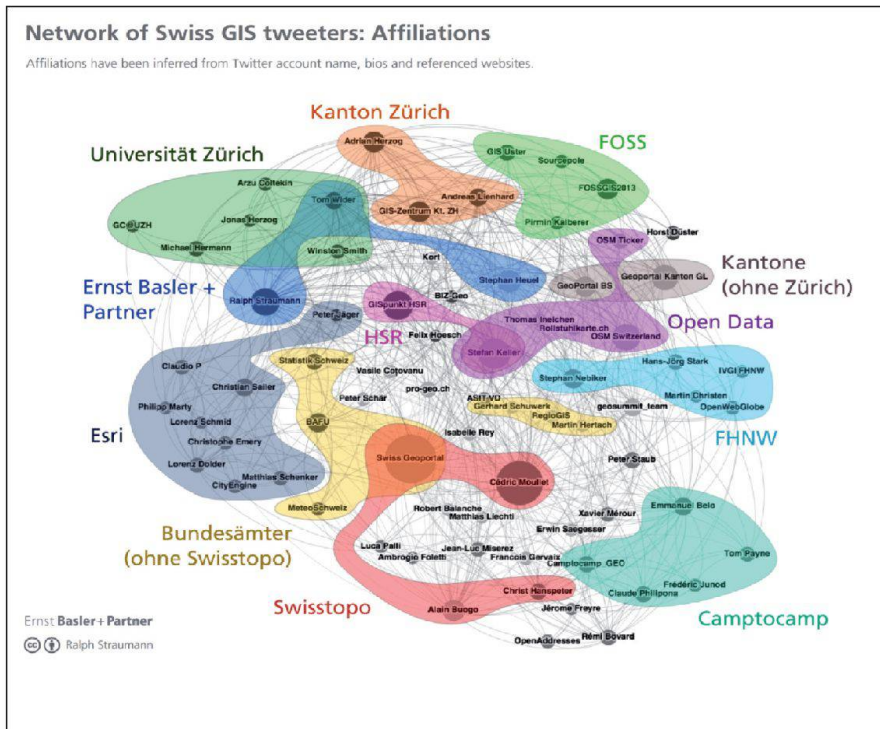 Network of Swiss GIS tweeters: Affiliations
Affiliations have been inferred from Twitter account name, bios and referenced websites.
Kanton Zürich
FOSS
Universität Zürich
Adrian Herzog
GIS Uster
Sourcepole
FOSSGIS2013
Arzu Coltekin
Tom Wider
Andreas Lienhard
GIS-Zentrum Kt. ZH
Pirmin Kalberer
GC@UZH
Jonas Herzog
Michael Hermann
Winston Smith
OSM Ticker
Horst Düster
Kort
Stephan Heuel
GeoPortal BS
Geoportal Kanton GL
Kantone
(ohne Zürich)
Ernst Basler +
Partner
Ralph Straumann
BIZ-Geo
GISpunkt HSR
HSR
Peter Jäger
Thomas Ineichen
Rollstuhlkarte.ch
OSM Switzerland
Open Data
Felix Hoesch
Stefan Keller
Claudio P
Statistik Schweiz
Vasile Coțovanu
Hans-Jörg Stark
Stephan Nebiker
IVGI FHNW
Christian Sailer
pro-geo.ch
Peter Schär
Martin Christen
OpenWebGlobe
Philipp Marty
ASIT-VD
Gerhard Schuwerk
geosummit_team
RegioGIS
Martin Hertach
Lorenz Schmid
BAFU
Isabelle Rey
FHNW
Esri
Christophe Emery
Lorenz Dolder
Matthias Schenker
CityEngine
Swiss Geoportal
Cédric Moullet
Peter Staub
MeteoSchweiz
Robert Balanche
Matthias Liechti
Xavier Mérour
Emmanuel Belo
Erwin Saegesser
Bundesämter
(ohne Swisstopo)
Luca Palli
Ambrogio Foletti
Jean-Luc Miserez
Francois Gervaix
Camptocamp_GEO
Tom Payne
Frédéric Junod
Claude Philipona
Swisstopo
Christ Hanspeter
Alain Buogo
Jérome Freyre
Camptocamp
OpenAddresses
Rémi Bovard
Ernst Basler + Partner
cc Ralph Straumann